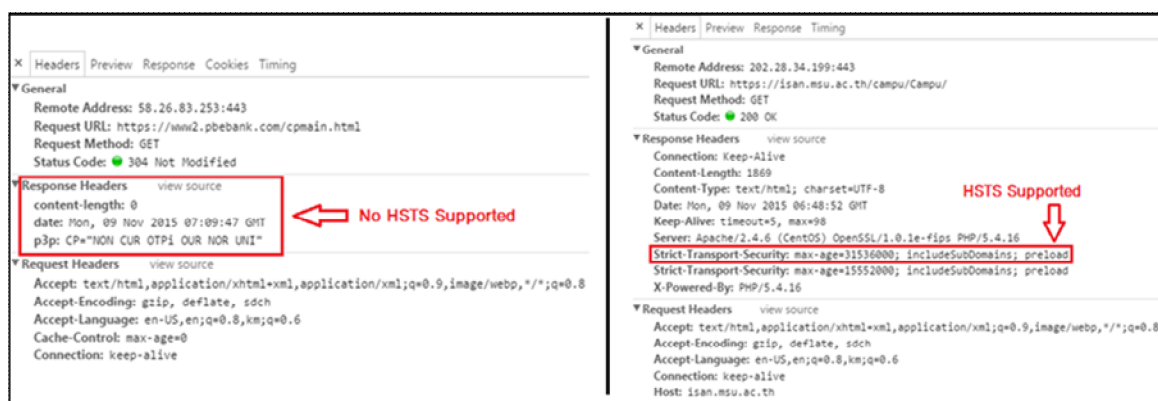 × Headers Preview Response Cookies Timing
▼General
Remote Address: 58.26.83.253:443
Request URL: https://www2.pbebank.com/cpmain.html
Request Method: GET
Status Code: 304 Not Modified
▼Response Headers view source
content-length: 0
date: Mon, 09 Nov 2015 07:09:47 GMT
p3p: CP="NON CUR OTPi OUR NOR UNI"
No HSTS Supported
▼Request Headers view source
Accept: text/html,application/xhtml+xml,application/xml;q=0.9,image/webp,*/*;q=0.8
Accept-Encoding: gzip, deflate, sdch
Accept-Language: en-US,en;q=0.8,km;q=0.6
Cache-Control: max-age=0
Connection: keep-alive
× Headers Preview Response Timing
▼General
Remote Address: 202.28.34.199:443
Request URL: https://isan.msu.ac.th/campu/Campu/
Request Method: GET
Status Code: 200 OK
▼Response Headers view source
Connection: Keep-Alive
Content-Length: 1869
Content-Type: text/html; charset=UTF-8
Date: Mon, 09 Nov 2015 06:48:52 GMT
Keep-Alive: timeout=5, max=98
Server: Apache/2.4.6 (CentOS) OpenSSL/1.0.1e-fips PHP/5.4.16
HSTS Supported
Strict-Transport-Security: max-age=31536000; includeSubDomains; preload
Strict-Transport-Security: max-age=15552000; includeSubDomains; preload
X-Powered-By: PHP/5.4.16
▼Request Headers view source
Accept: text/html,application/xhtml+xml,application/xml;q=0.9,image/webp,*/*;q=0.8
Accept-Encoding: gzip, deflate, sdch
Accept-Language: en-US,en;q=0.8,km;q=0.6
Connection: keep-alive
Host: isan.msu.ac.th